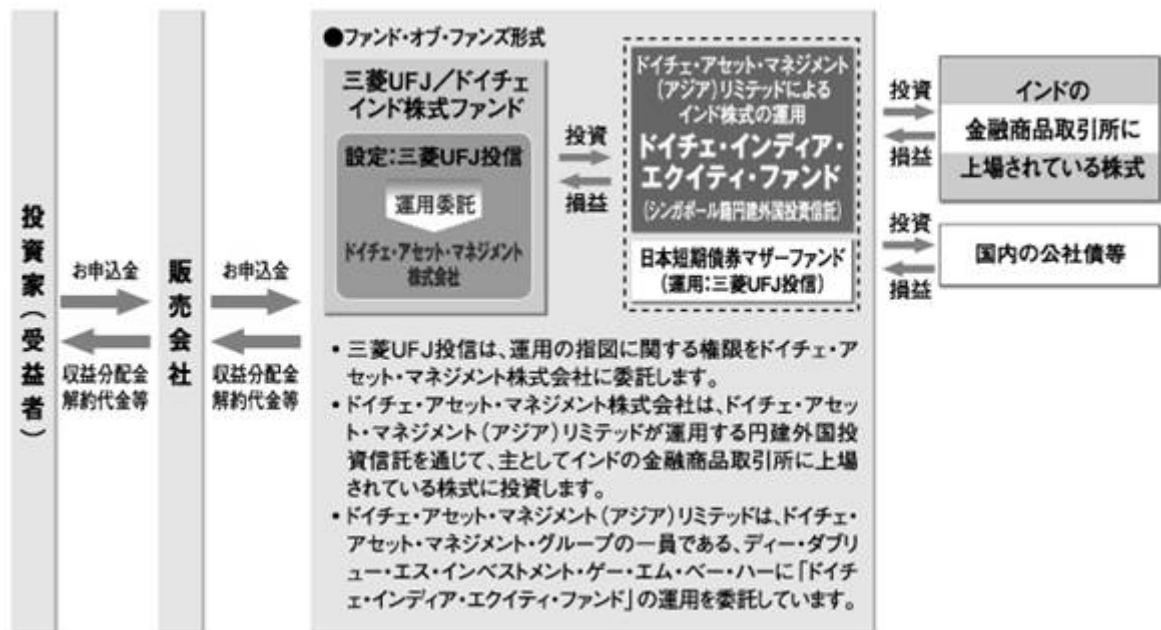 投資家（受益者）
お申込金
収益分配金
解約代金等
販売会社
お申込金
収益分配金
解約代金等
●ファンド・オブ・ファンズ形式
三菱UFJ／ドイチェ
インド株式ファンド
設定：三菱UFJ投信
運用委託
ドイチェ・アセット・マネジメント
株式会社
投資
損益
ドイチェ・アセット・マネジメント
（アジア）リミテッドによる
インド株式の運用
ドイチェ・インディア・
エクイティ・ファンド
（シンガポール籍円建外国投資信託）
日本短期債券マザーファンド
（運用：三菱UFJ投信）
投資
損益
インドの
金融商品取引所に
上場されている株式
投資
損益
国内の公社債等
・三菱UFJ投信は、運用の指図に関する権限をドイチェ・ア
セット・マネジメント株式会社に委託します。
・ドイチェ・アセット・マネジメント株式会社は、ドイチェ・アセッ
ト・マネジメント（アジア）リミテッドが運用する円建外国投
資信託を通じて、主としてインドの金融商品取引所に上場
されている株式に投資します。
・ドイチェ・アセット・マネジメント（アジア）リミテッドは、ドイチェ・
アセット・マネジメント・グループの一員である、ディー・ダブリ
ュー・エス・インベストメント・ゲー・エム・ベー・ハーに「ドイチ
ェ・インディア・エクイティ・ファンド」の運用を委託しています。